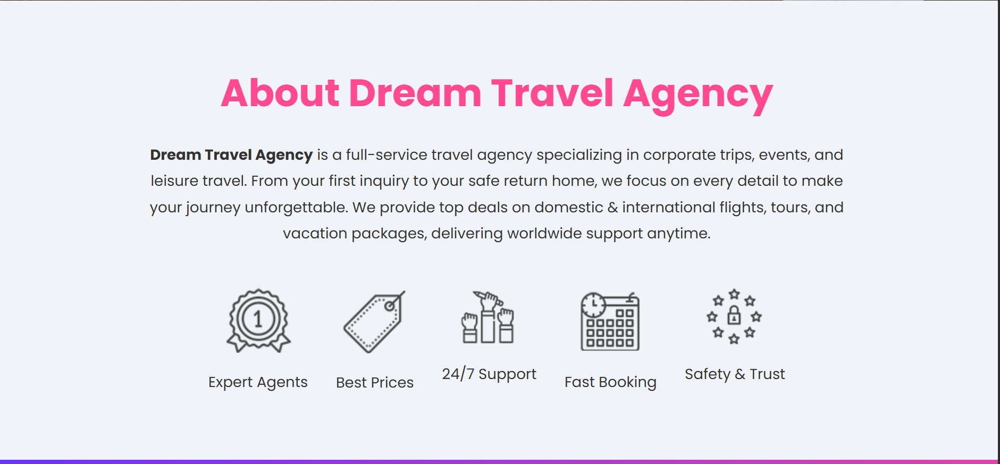 About Dream Travel Agency
Dream Travel Agency is a full-service travel agency specializing in corporate trips, events, and
leisure travel. From your first inquiry to your safe return home, we focus on every detail to make
your journey unforgettable. We provide top deals on domestic & international flights, tours, and
vacation packages, delivering worldwide support anytime.
1
Expert Agents
Best Prices
24/7 Support
Fast Booking
Safety & Trust